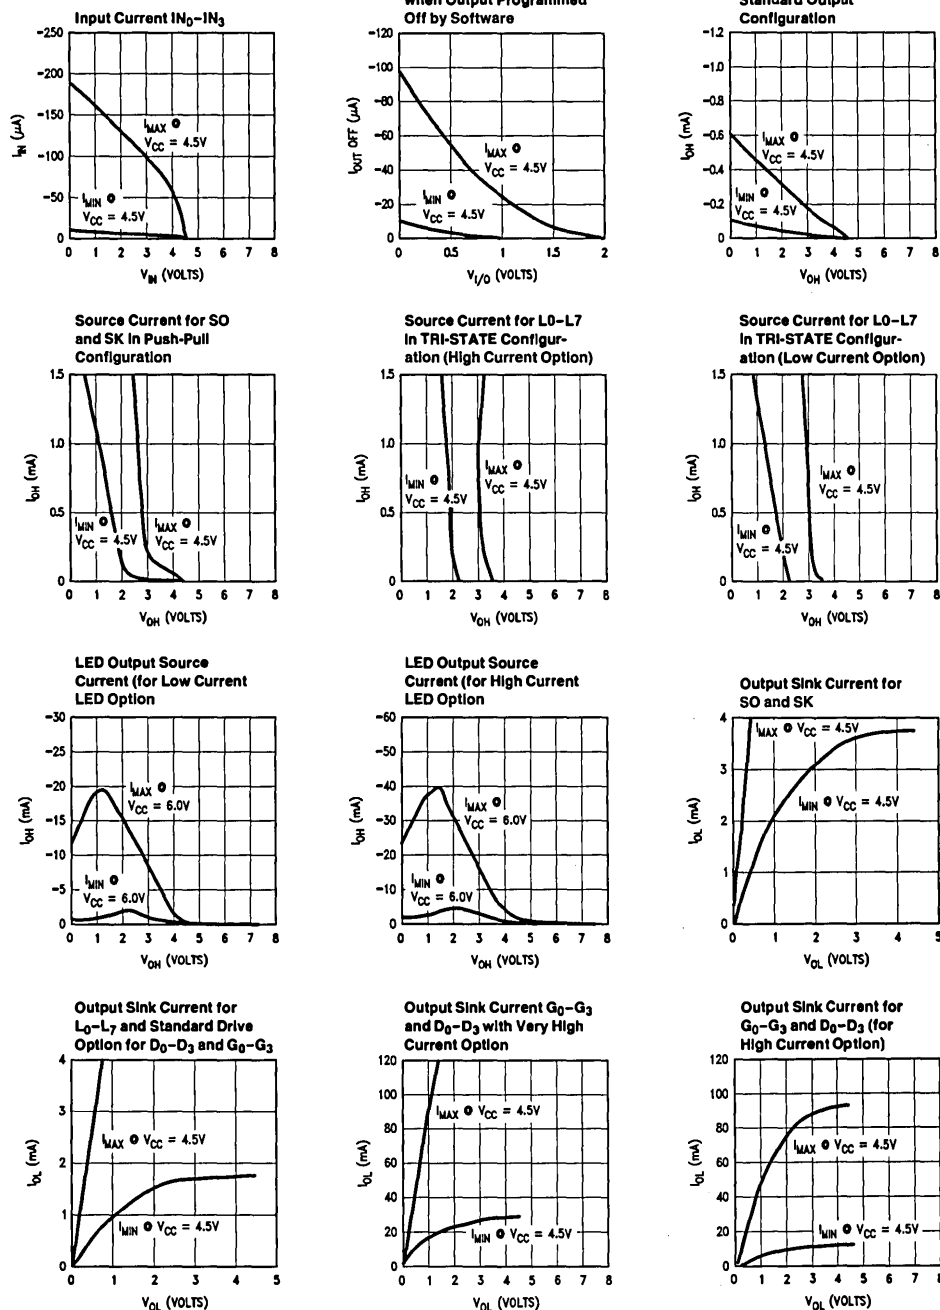 Input Current IN0–IN3
-250
-200
-150
-100
-50
0
IIN (μA)
IMAX @
VCC = 4.5V
IMIN @
VCC = 4.5V
0 1 2 3 4 5 6 7 8
VIN (VOLTS)
when Output Programmed
Off by Software
-120
-100
-80
-60
-40
-20
0
IOUT OFF (μA)
IMAX @
VCC = 4.5V
IMIN @
VCC = 4.5V
0 0.5 1 1.5 2
VI/O (VOLTS)
Standard Output
Configuration
-1.2
-1.0
-0.8
-0.6
-0.4
-0.2
0
IOH (mA)
IMAX @
VCC = 4.5V
IMIN @
VCC = 4.5V
0 1 2 3 4 5 6 7 8
VOH (VOLTS)
Source Current for SO
and SK in Push-Pull
Configuration
1.5
1.0
0.5
0
IOH (mA)
IMIN @
VCC = 4.5V
IMAX @
VCC = 4.5V
0 1 2 3 4 5 6 7 8
VOH (VOLTS)
Source Current for L0–L7
in TRI-STATE Configur-
ation (High Current Option)
1.5
1.0
0.5
0
IOH (mA)
IMIN @
VCC = 4.5V
IMAX @
VCC = 4.5V
0 1 2 3 4 5 6 7 8
VOH (VOLTS)
Source Current for L0–L7
in TRI-STATE Configur-
ation (Low Current Option)
1.5
1.0
0.5
0
IOH (mA)
IMAX @
VCC = 4.5V
IMIN @
VCC = 4.5V
0 1 2 3 4 5 6 7 8
VOH (VOLTS)
LED Output Source
Current (for Low Current
LED Option
-30
-25
-20
-15
-10
-5
0
IOH (mA)
IMAX @
VCC = 6.0V
IMIN @
VCC = 6.0V
0 1 2 3 4 5 6 7 8
VOH (VOLTS)
LED Output Source
Current (for High Current
LED Option
-60
-50
-40
-30
-20
-10
0
IOH (mA)
IMAX @
VCC = 6.0V
IMIN @
VCC = 6.0V
0 1 2 3 4 5 6 7 8
VOH (VOLTS)
Output Sink Current for
SO and SK
4
3
2
1
0
IOL (mA)
IMAX @ VCC = 4.5V
IMIN @ VCC = 4.5V
0 1 2 3 4 5
VOL (VOLTS)
Output Sink Current for
L0–L7 and Standard Drive
Option for D0–D3 and G0–G3
4
3
2
1
0
IOL (mA)
IMAX @ VCC = 4.5V
IMIN @ VCC = 4.5V
0 1 2 3 4 5
VOL (VOLTS)
Output Sink Current G0–G3
and D0–D3 with Very High
Current Option
120
100
80
60
40
20
0
IOL (mA)
IMAX @ VCC = 4.5V
IMIN @ VCC = 4.5V
0 1 2 3 4 5 6 7 8
VOL (VOLTS)
Output Sink Current for
G0–G3 and D0–D3 (for
High Current Option)
120
100
80
60
40
20
0
IOL (mA)
IMAX @ VCC = 4.5V
IMIN @ VCC = 4.5V
0 1 2 3 4 5 6 7 8
VOL (VOLTS)